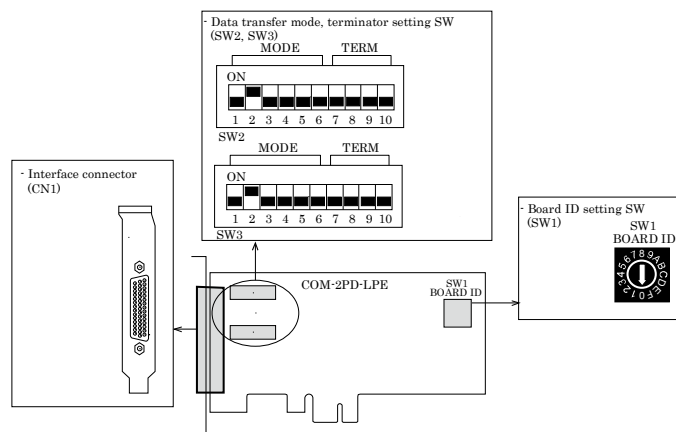 - Data transfer mode, terminator setting SW
(SW2, SW3)
MODE TERM
ON
1 2 3 4 5 6 7 8 9 10
SW2
MODE TERM
ON
1 2 3 4 5 6 7 8 9 10
SW3
- Interface connector
(CN1)
COM-2PD-LPE
SW1
BOARD ID
- Board ID setting SW
(SW1)
SW1
BOARD ID
0123456789ABCDEF